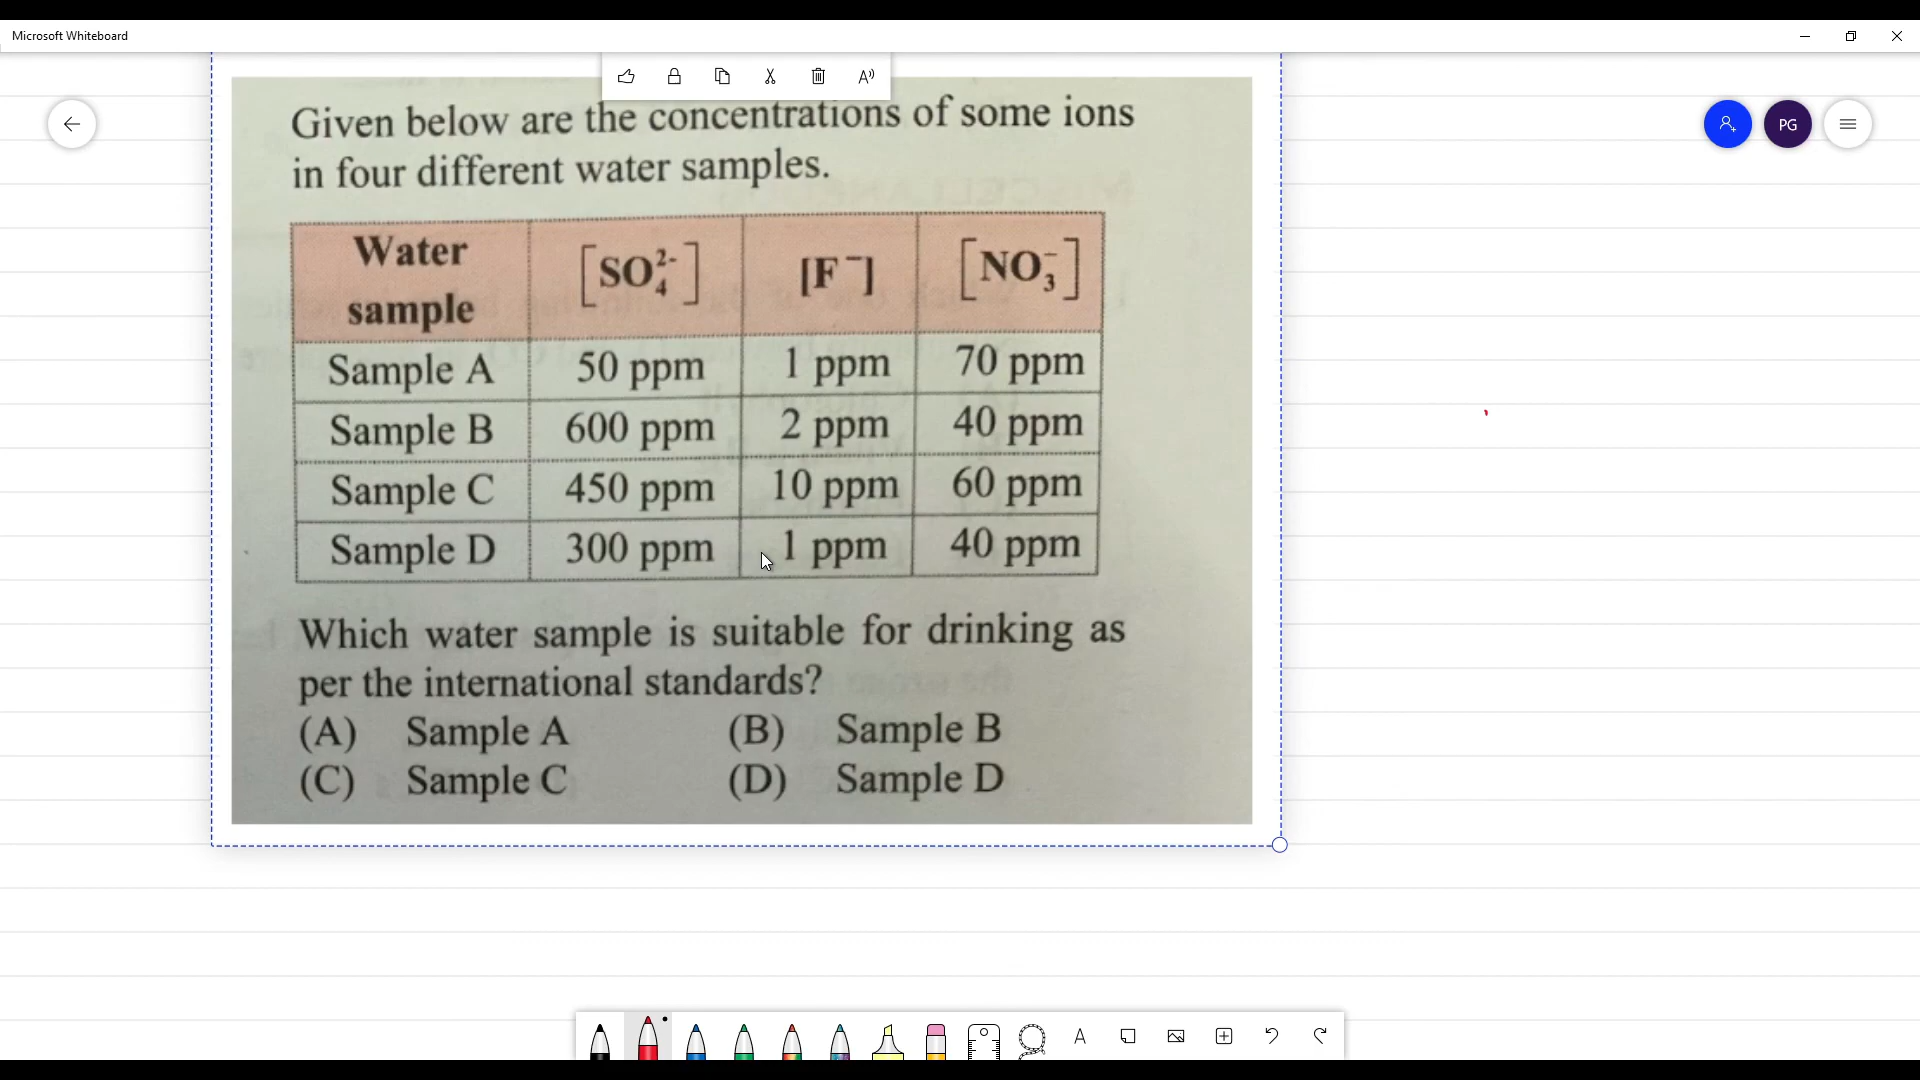 Microsoft Whiteboard
Given below are the concentrations of some ions
in four different water samples.
Water sample [SO₄²⁻] [F⁻] [NO₃⁻]
Sample A 50 ppm 1 ppm 70 ppm
Sample B 600 ppm 2 ppm 40 ppm
Sample C 450 ppm 10 ppm 60 ppm
Sample D 300 ppm 1 ppm 40 ppm
Which water sample is suitable for drinking as
per the international standards?
(A) Sample A (B) Sample B
(C) Sample C (D) Sample D
PG